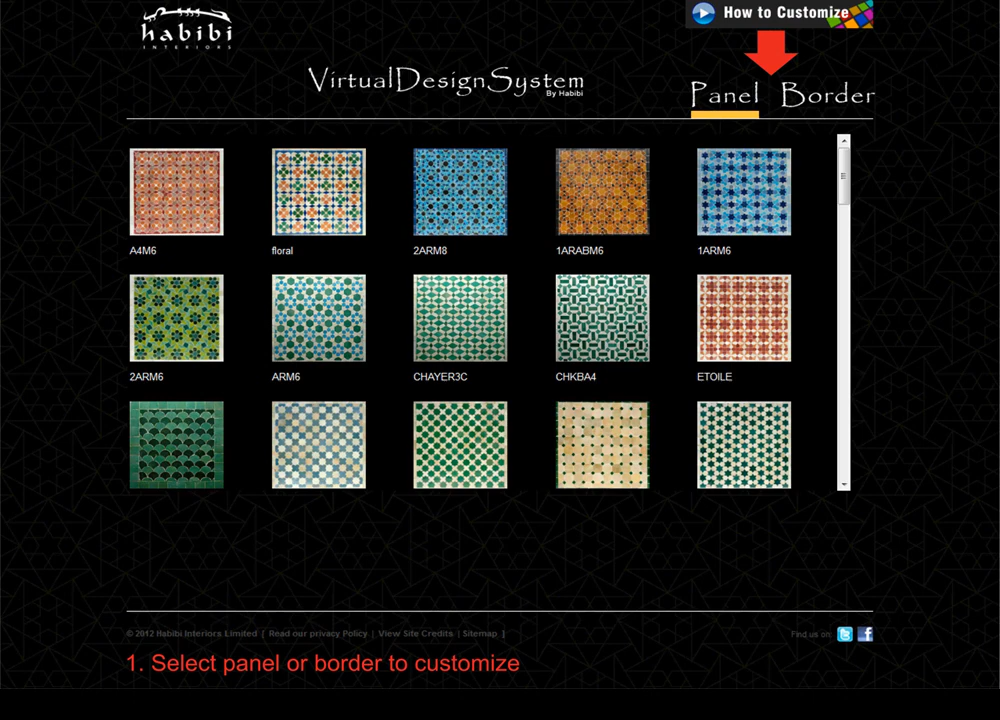 habibi
INTERIORS
How to Customize
VirtualDesignSystem
By Habibi
Panel Border
A4M6 floral 2ARM8 1ARABM6 1ARM6
2ARM6 ARM6 CHAYER3C CHKBA4 ETOILE
© 2012 Habibi Interiors Limited [ Read our privacy Policy | View Site Credits | Sitemap ]
Find us on:
1. Select panel or border to customize